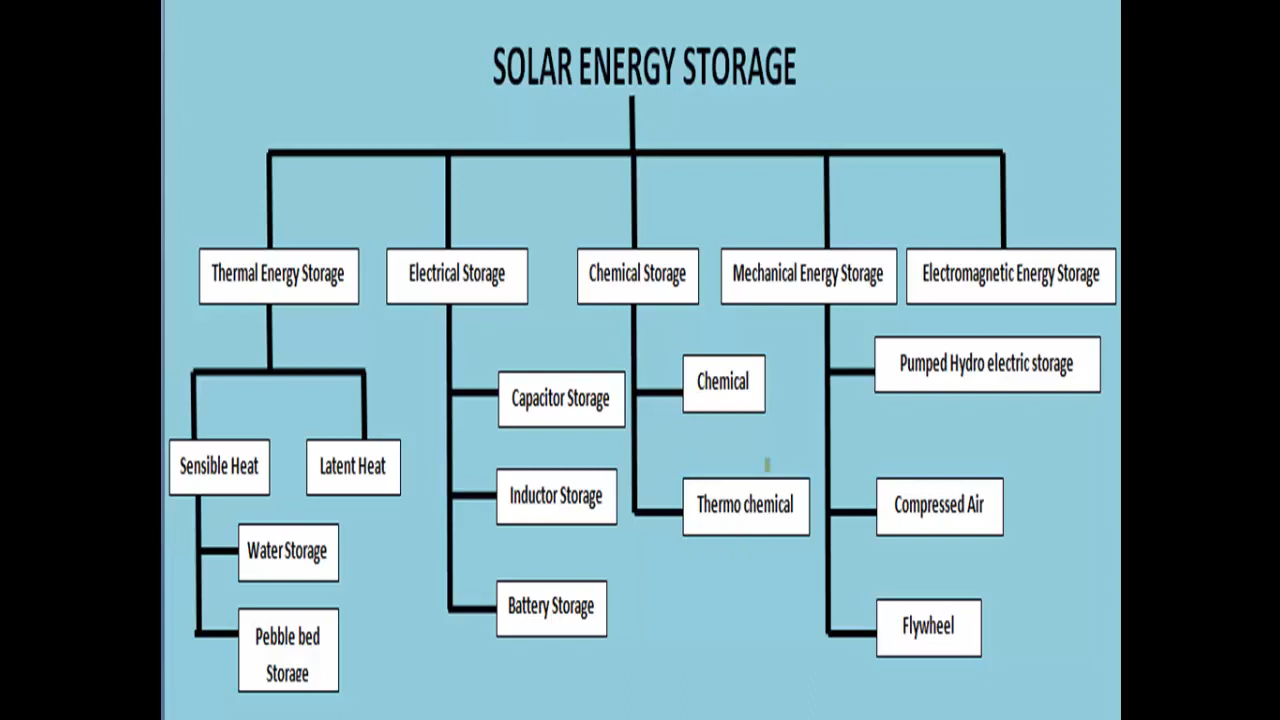 SOLAR ENERGY STORAGE
Thermal Energy Storage
Electrical Storage
Chemical Storage
Mechanical Energy Storage
Electromagnetic Energy Storage
Sensible Heat
Latent Heat
Water Storage
Pebble bed
Storage
Capacitor Storage
Inductor Storage
Battery Storage
Chemical
Thermo chemical
Pumped Hydro electric storage
Compressed Air
Flywheel